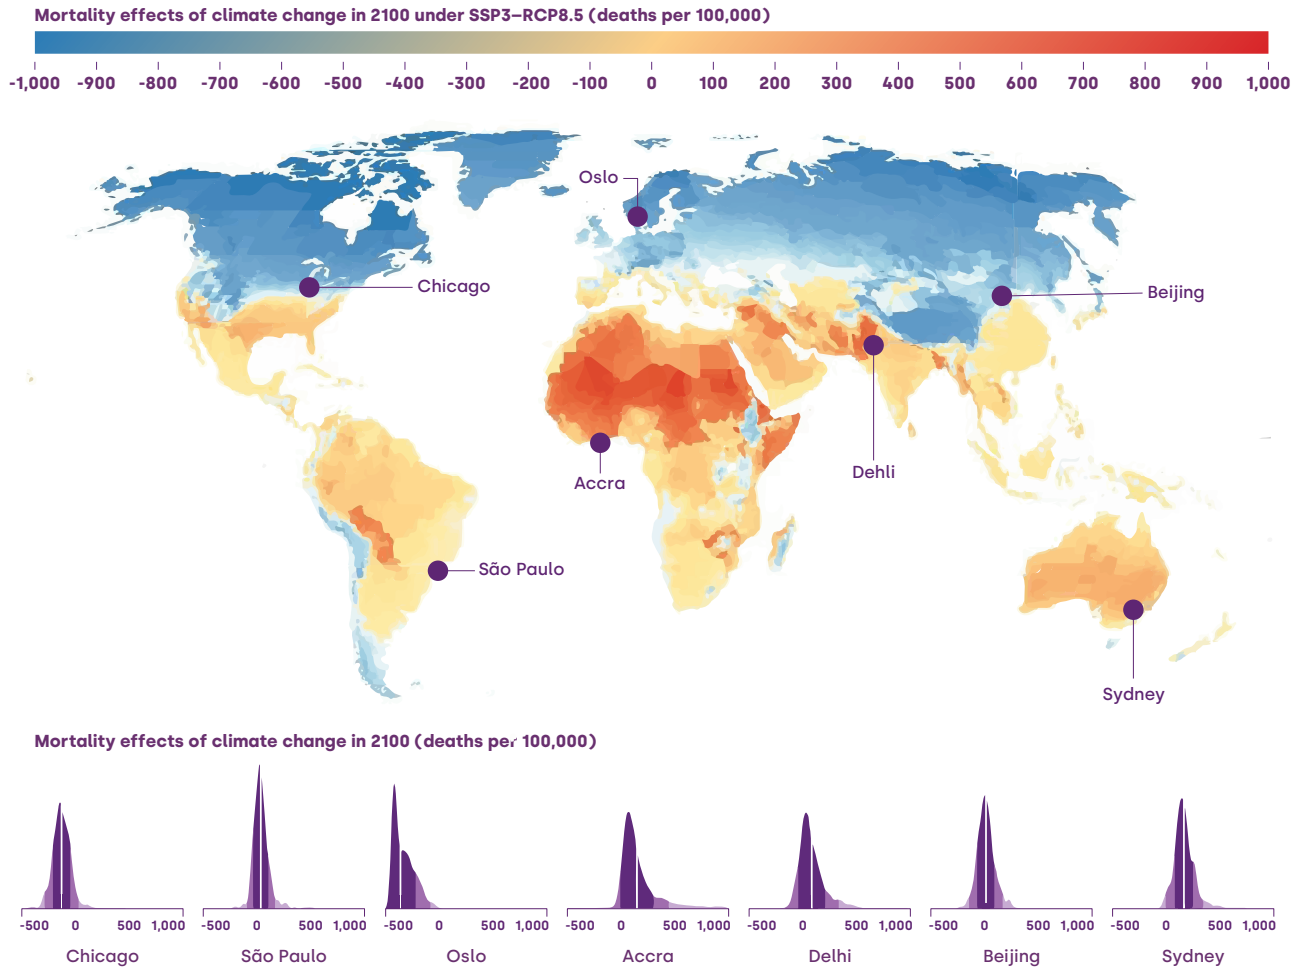 Mortality effects of climate change in 2100 under SSP3–RCP8.5 (deaths per 100,000)
-1,000 -900 -800 -700 -600 -500 -400 -300 -200 -100 0 100 200 300 400 500 600 700 800 900 1,000
Oslo
Chicago
Beijing
Dehli
Accra
São Paulo
Sydney
Mortality effects of climate change in 2100 (deaths per 100,000)
-500 0 500 1,000 -500 0 500 1,000 -500 0 500 1,000 -500 0 500 1,000 -500 0 500 1,000 -500 0 500 1,000 -500 0 500 1,000
Chicago São Paulo Oslo Accra Delhi Beijing Sydney